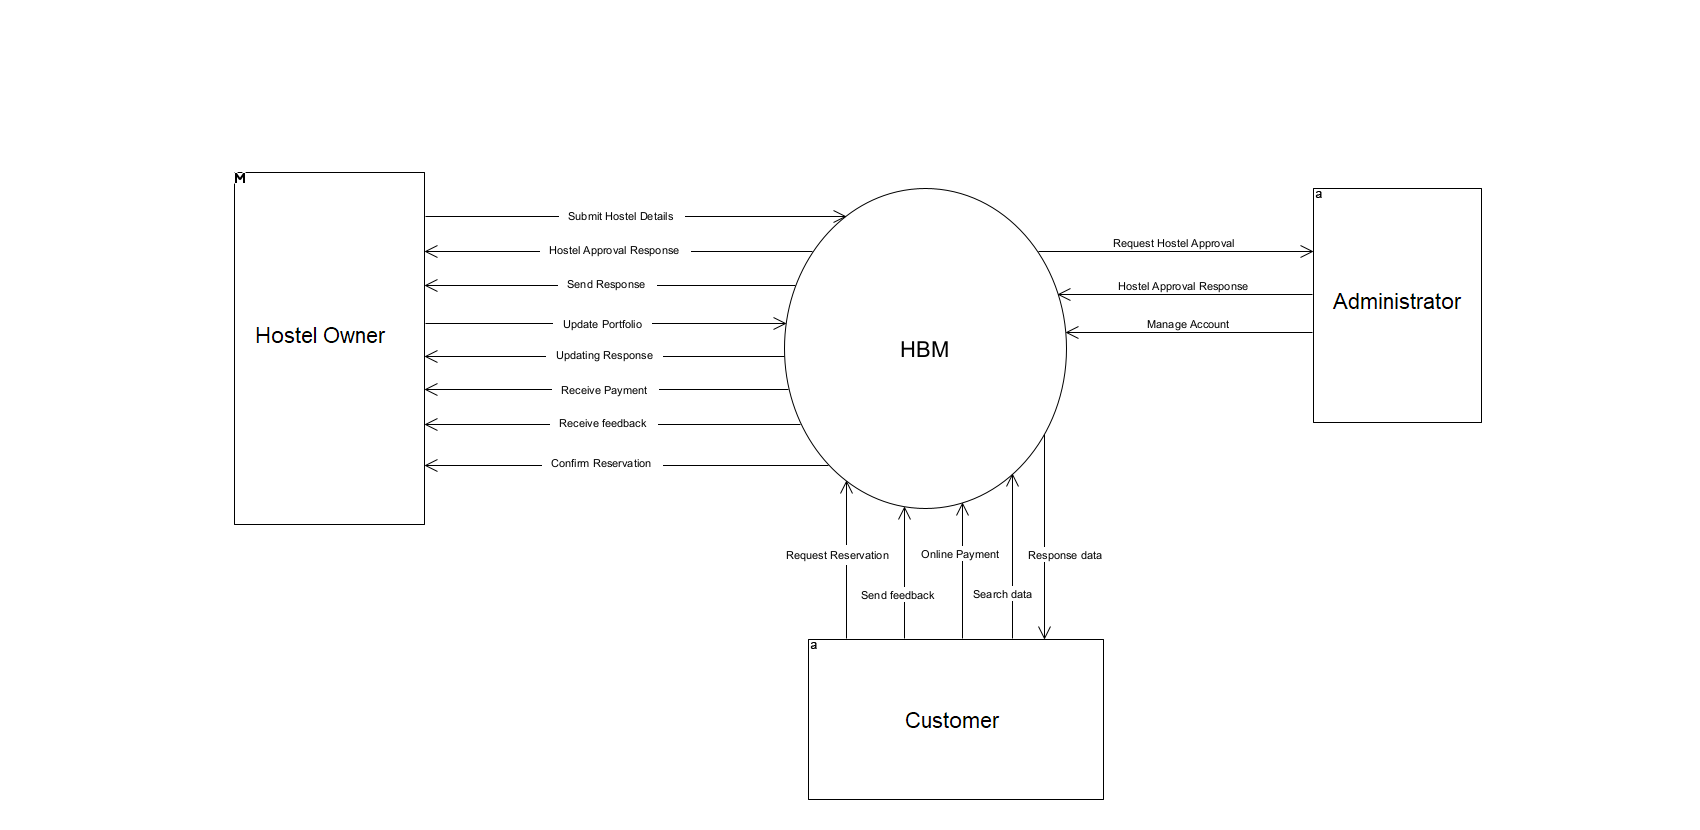 M
Hostel Owner
Submit Hostel Details
Hostel Approval Response
Send Response
Update Portfolio
Updating Response
Receive Payment
Receive feedback
Confirm Reservation
HBM
Request Hostel Approval
Hostel Approval Response
Manage Account
a
Administrator
Request Reservation
Send feedback
Online Payment
Search data
Response data
a
Customer